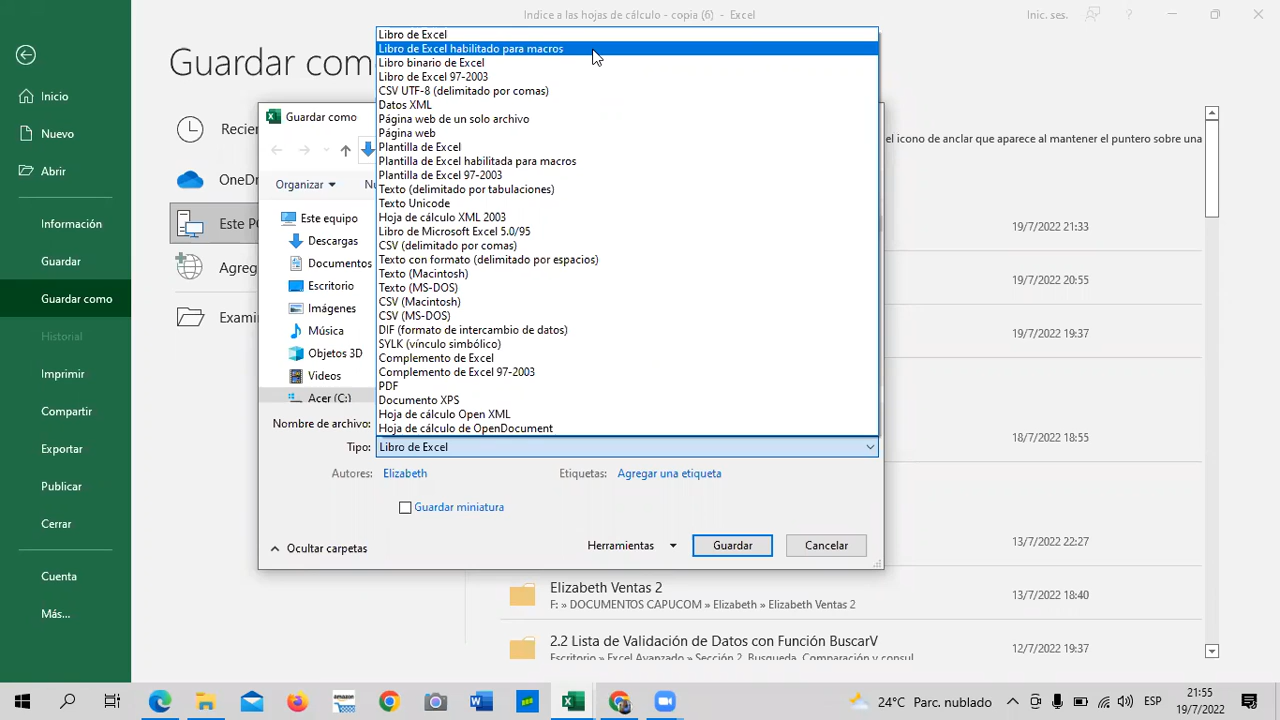 Indice a las hojas de cálculo - copia (6) - Excel
Inic. ses.
?
Guardar como
Inicio
Nuevo
Abrir
Información
Guardar
Guardar como
Historial
Imprimir
Compartir
Exportar
Publicar
Cerrar
Cuenta
Más...
Guardar co
Recien
OneDr
Este PC
Agreg
Exami
Organizar
Nu
Este equipo
Descargas
Documentos
Escritorio
Imágenes
Música
Objetos 3D
Videos
Acer (C:)
Libro de Excel
Libro de Excel habilitado para macros
Libro binario de Excel
Libro de Excel 97-2003
CSV UTF-8 (delimitado por comas)
Datos XML
Página web de un solo archivo
Página web
Plantilla de Excel
Plantilla de Excel habilitada para macros
Plantilla de Excel 97-2003
Texto (delimitado por tabulaciones)
Texto Unicode
Hoja de cálculo XML 2003
Libro de Microsoft Excel 5.0/95
CSV (delimitado por comas)
Texto con formato (delimitado por espacios)
Texto (Macintosh)
Texto (MS-DOS)
CSV (Macintosh)
CSV (MS-DOS)
DIF (formato de intercambio de datos)
SYLK (vínculo simbólico)
Complemento de Excel
Complemento de Excel 97-2003
PDF
Documento XPS
Hoja de cálculo Open XML
Hoja de cálculo de OpenDocument
Nombre de archivo:
Tipo: Libro de Excel
Autores: Elizabeth
Etiquetas: Agregar una etiqueta
Guardar miniatura
Ocultar carpetas
Herramientas
Guardar
Cancelar
el icono de anclar que aparece al mantener el puntero sobre una
19/7/2022 21:33
19/7/2022 20:55
19/7/2022 19:37
18/7/2022 18:55
13/7/2022 22:27
Elizabeth Ventas 2
F: » DOCUMENTOS CAPUCOM » Elizabeth » Elizabeth Ventas 2
13/7/2022 18:40
2.2 Lista de Validación de Datos con Función BuscarV
Escritorio » Excel Avanzado » Sección 2. Busqueda, Comparación y consul
12/7/2022 19:37
amazon
24°C Parc. nublado
ESP
21:55
19/7/2022